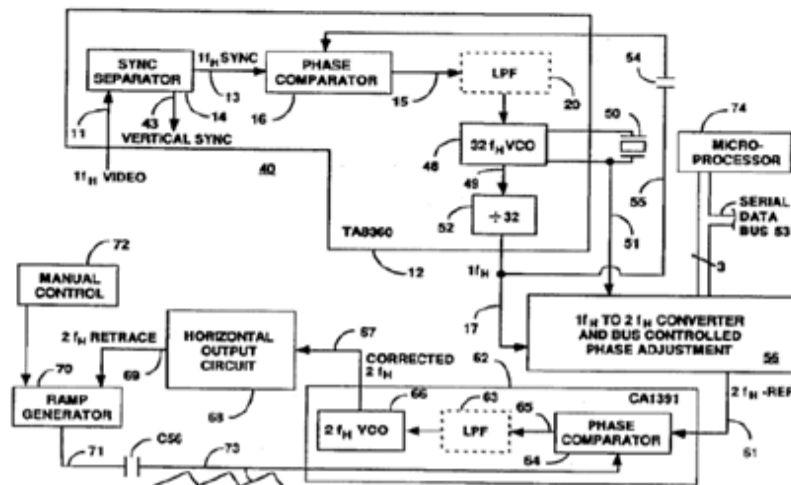 1fH SYNC
SYNC
SEPARATOR
PHASE
COMPARATOR
LPF
54
13
15
20
50
74
11
43
14
16
VERTICAL SYNC
32 fH VCO
MICRO-
PROCESSOR
48
1fH VIDEO
40
49
52
÷32
55
SERIAL
DATA
BUS 53
51
TA8360
72
12
1fH
3
MANUAL
CONTROL
17
67
62
2 fH RETRACE
HORIZONTAL
OUTPUT
CIRCUIT
1fH TO 2 fH CONVERTER
AND BUS CONTROLLED
PHASE ADJUSTMENT
56
70
69
CORRECTED
2 fH
66
63
CA1391
2 fH -REF
RAMP
GENERATOR
68
65
2 fH VCO
LPF
PHASE
COMPARATOR
61
C56
64
71
73